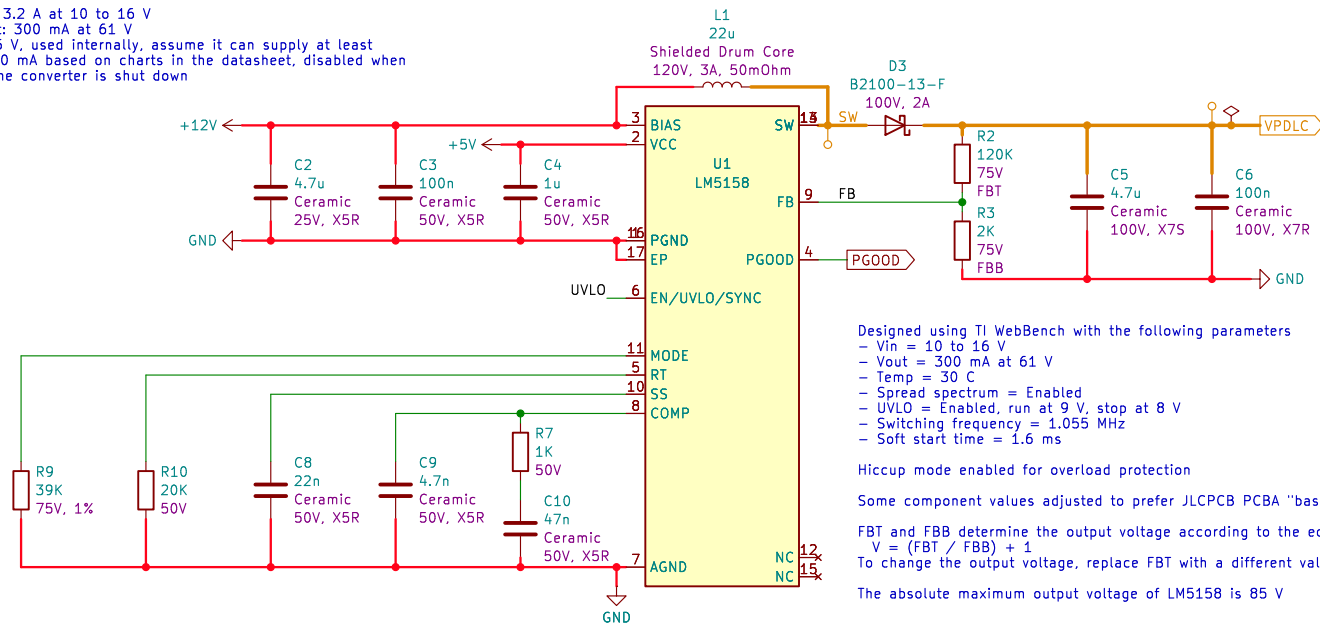 3.2 A at 10 to 16 V
: 300 mA at 61 V
V, used internally, assume it can supply at least
0 mA based on charts in the datasheet, disabled when
converter is shut down
L1
22u
Shielded Drum Core
120V, 3A, 50mOhm
D3
B2100-13-F
100V, 2A
+12V
3
BIAS
SW
SW
VPDLC
+5V
2
VCC
C2
4.7u
Ceramic
25V, X5R
C3
100n
Ceramic
50V, X5R
C4
1u
Ceramic
50V, X5R
U1
LM5158
R2
120K
75V
FBT
C5
4.7u
Ceramic
100V, X7S
C6
100n
Ceramic
100V, X7R
FB
9
FB
R3
2K
75V
FBB
GND
16
PGND
17
EP
PGOOD
4
PGOOD
GND
UVLO
6
EN/UVLO/SYNC
11
MODE
5
RT
10
SS
8
COMP
Designed using TI WebBench with the following parameters
- Vin = 10 to 16 V
- Vout = 300 mA at 61 V
- Temp = 30 C
- Spread spectrum = Enabled
- UVLO = Enabled, run at 9 V, stop at 8 V
- Switching frequency = 1.055 MHz
- Soft start time = 1.6 ms
Hiccup mode enabled for overload protection
Some component values adjusted to prefer JLCPCB PCBA "bas
FBT and FBB determine the output voltage according to the eq
V = (FBT / FBB) + 1
To change the output voltage, replace FBT with a different val
The absolute maximum output voltage of LM5158 is 85 V
R9
39K
75V, 1%
R10
20K
50V
C8
22n
Ceramic
50V, X5R
C9
4.7n
Ceramic
50V, X5R
R7
1K
50V
C10
47n
Ceramic
50V, X5R
7
AGND
NC
12
NC
15
GND